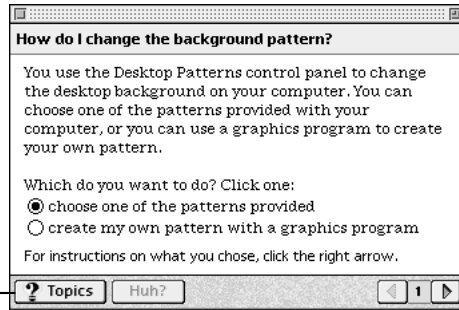 How do I change the background pattern?
You use the Desktop Patterns control panel to change
the desktop background on your computer. You can
choose one of the patterns provided with your
computer, or you can use a graphics program to create
your own pattern.
Which do you want to do? Click one:
choose one of the patterns provided
create my own pattern with a graphics program
For instructions on what you chose, click the right arrow.
? Topics Huh? 1